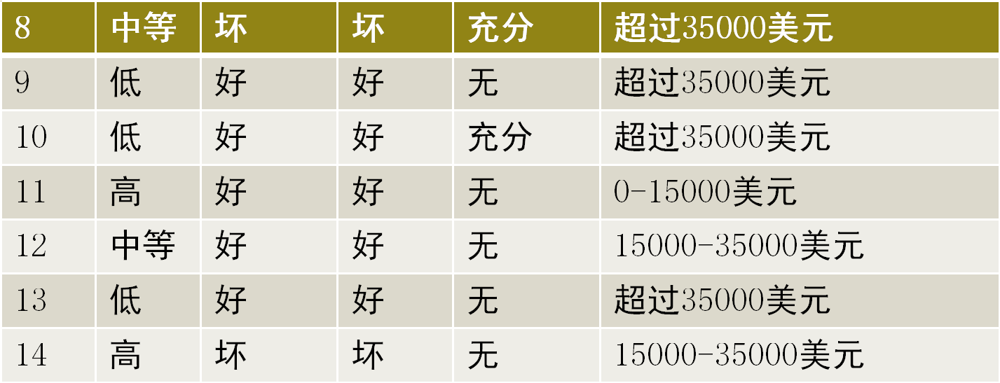 8 中等 坏 坏 充分 超过35000美元
9 低 好 好 无 超过35000美元
10 低 好 好 充分 超过35000美元
11 高 好 好 无 0-15000美元
12 中等 好 好 无 15000-35000美元
13 低 好 好 无 超过35000美元
14 高 坏 坏 无 15000-35000美元